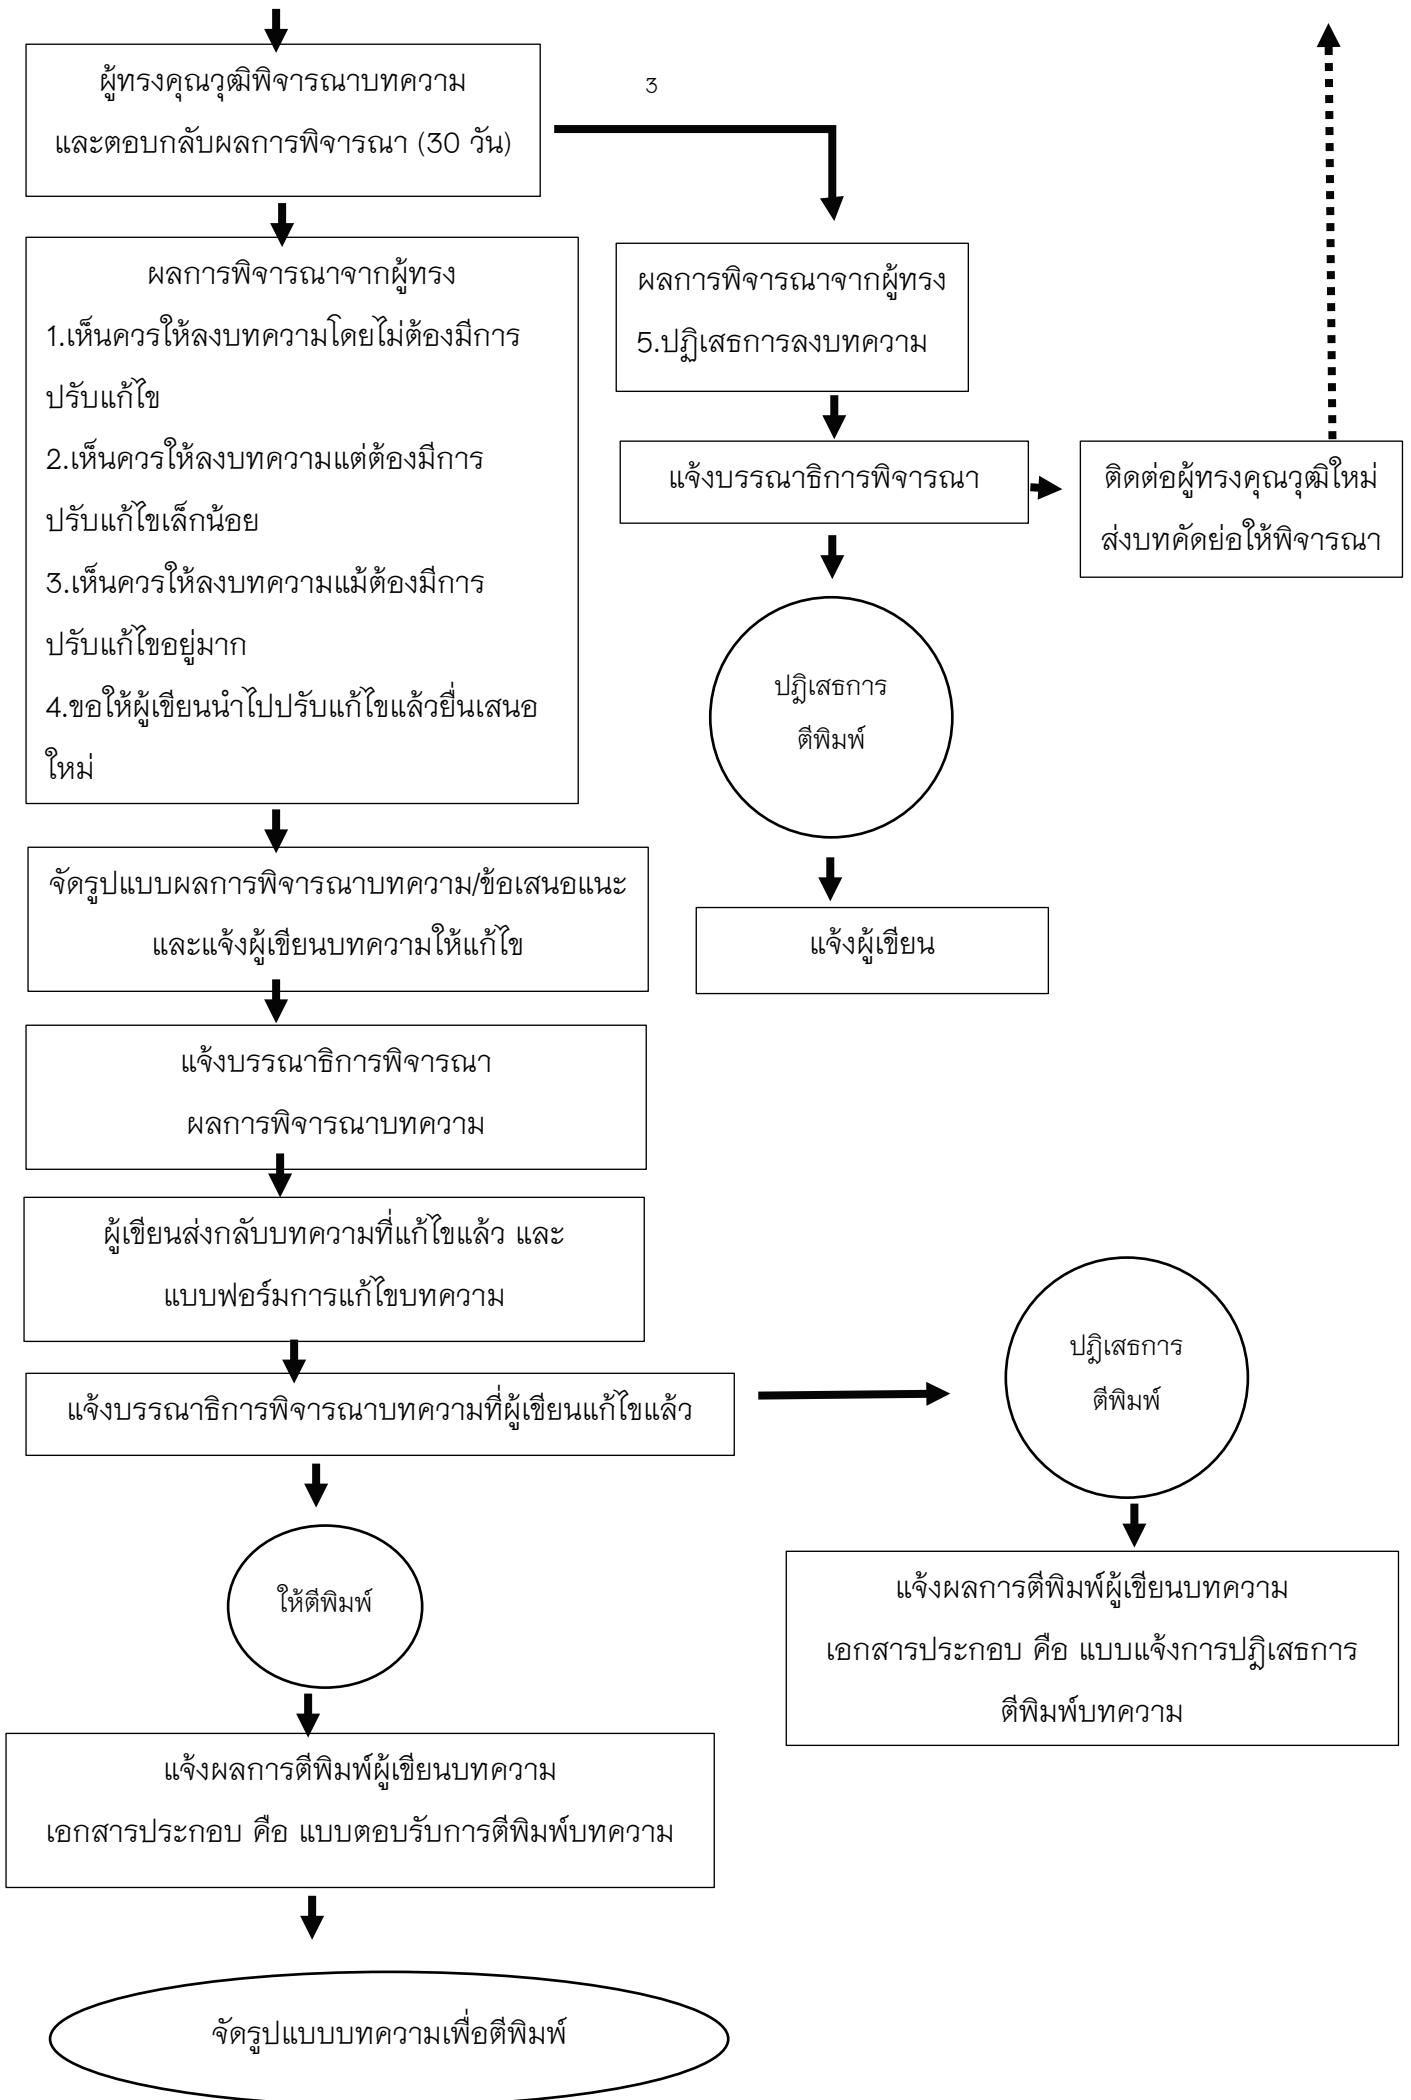 3
ผู้ทรงคุณวุฒิพิจารณาบทความ
และตอบกลับผลการพิจารณา (30 วัน)
ผลการพิจารณาจากผู้ทรง
1.เห็นควรให้ลงบทความโดยไม่ต้องมีการ
ปรับแก้ไข
2.เห็นควรให้ลงบทความแต่ต้องมีการ
ปรับแก้ไขเล็กน้อย
3.เห็นควรให้ลงบทความแม้ต้องมีการ
ปรับแก้ไขอยู่มาก
4.ขอให้ผู้เขียนนำไปปรับแก้ไขแล้วยื่นเสนอ
ใหม่
ผลการพิจารณาจากผู้ทรง
5.ปฏิเสธการลงบทความ
แจ้งบรรณาธิการพิจารณา
ติดต่อผู้ทรงคุณวุฒิใหม่
ส่งบทคัดย่อให้พิจารณา
ปฎิเสธการ
ตีพิมพ์
แจ้งผู้เขียน
จัดรูปแบบผลการพิจารณาบทความ/ข้อเสนอแนะ
และแจ้งผู้เขียนบทความให้แก้ไข
แจ้งบรรณาธิการพิจารณา
ผลการพิจารณาบทความ
ผู้เขียนส่งกลับบทความที่แก้ไขแล้ว และ
แบบฟอร์มการแก้ไขบทความ
แจ้งบรรณาธิการพิจารณาบทความที่ผู้เขียนแก้ไขแล้ว
ปฎิเสธการ
ตีพิมพ์
ให้ตีพิมพ์
แจ้งผลการตีพิมพ์ผู้เขียนบทความ
เอกสารประกอบ คือ แบบแจ้งการปฎิเสธการ
ตีพิมพ์บทความ
แจ้งผลการตีพิมพ์ผู้เขียนบทความ
เอกสารประกอบ คือ แบบตอบรับการตีพิมพ์บทความ
จัดรูปแบบบทความเพื่อตีพิมพ์